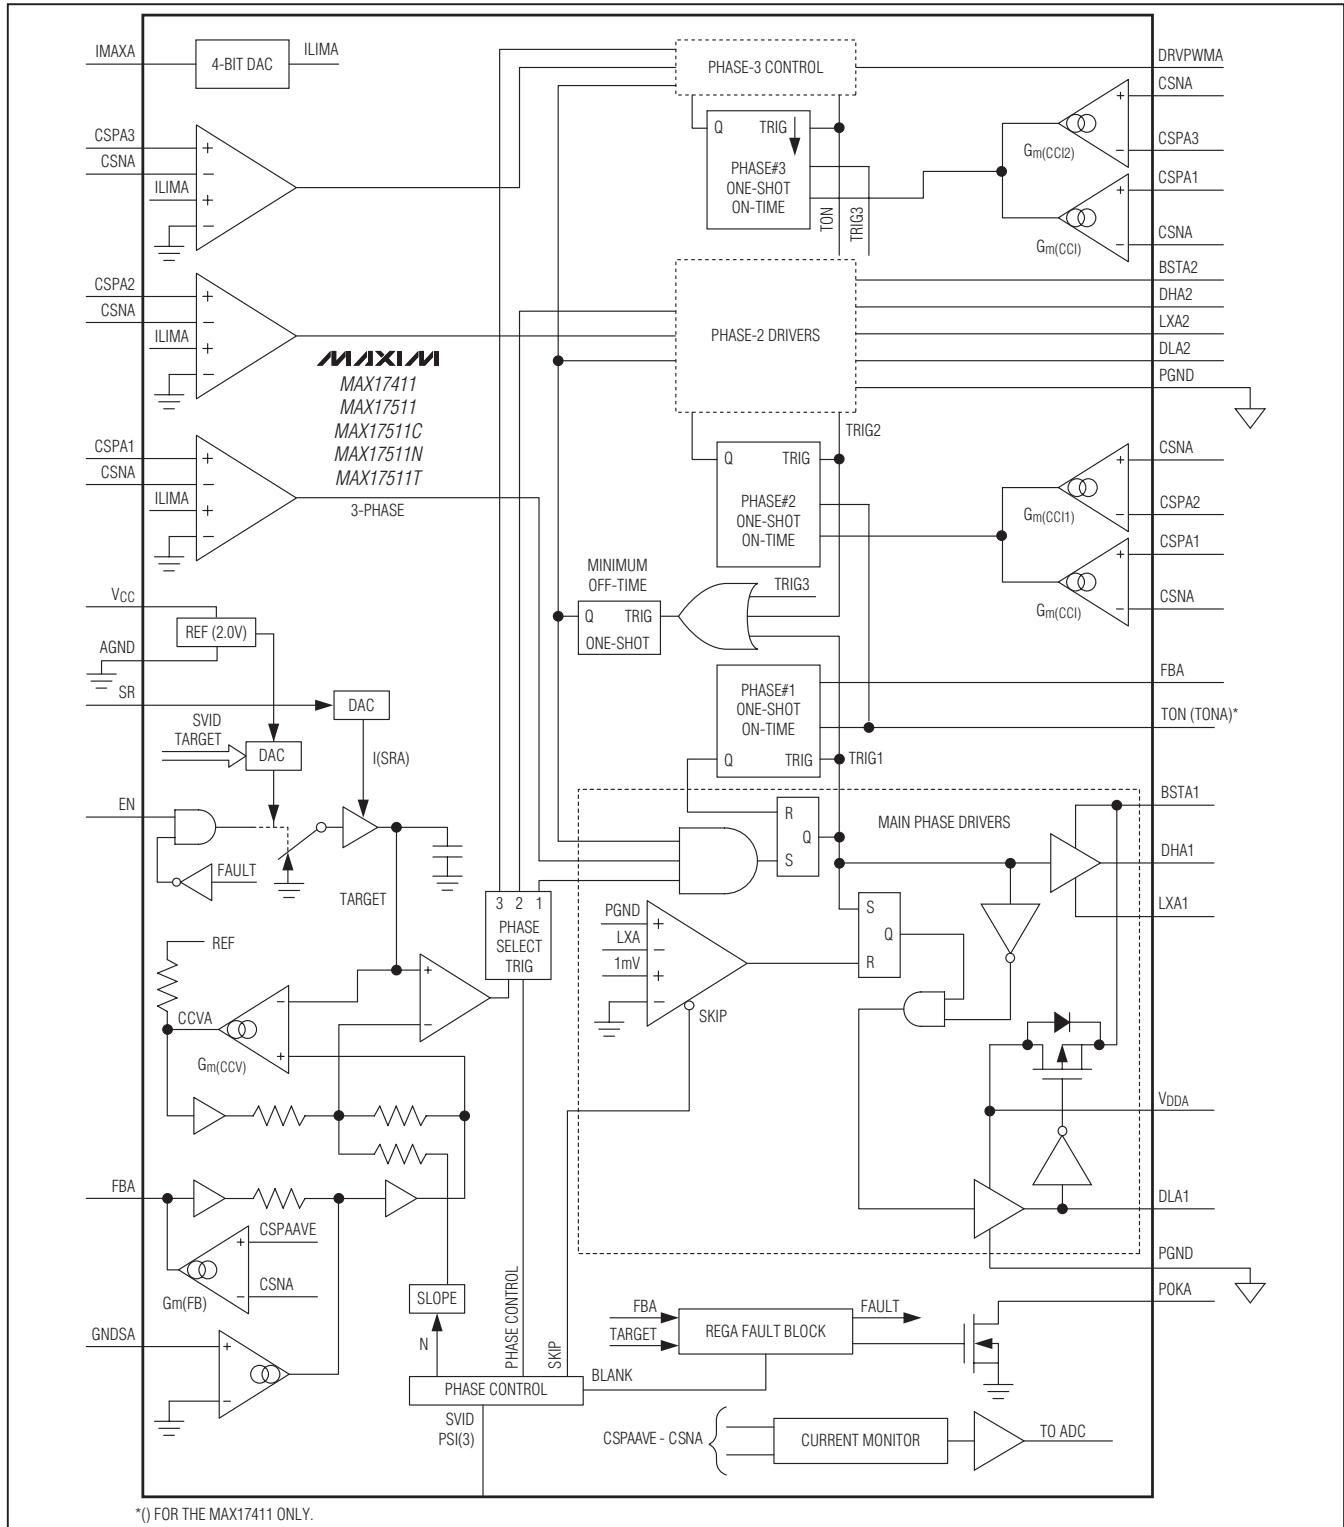 IMAXA
4-BIT DAC
ILIMA
PHASE-3 CONTROL
DRVPWMA
CSNA
+
−
Gm(CCI2)
CSPA3
Q
TRIG
PHASE#3
ONE-SHOT
ON-TIME
TON
TRIG3
CSPA1
+
−
Gm(CCI)
CSNA
CSPA3
CSNA
ILIMA
+
−
+
−
BSTA2
DHA2
LXA2
DLA2
PGND
PHASE-2 DRIVERS
CSPA2
CSNA
ILIMA
+
−
+
−
MAXIM
MAX17411
MAX17511
MAX17511C
MAX17511N
MAX17511T
3-PHASE
TRIG2
CSPA1
CSNA
ILIMA
+
−
+
−
Q
TRIG
PHASE#2
ONE-SHOT
ON-TIME
CSNA
+
−
Gm(CCI1)
CSPA2
CSPA1
+
−
Gm(CCI)
CSNA
MINIMUM
OFF-TIME
Q
TRIG
ONE-SHOT
TRIG3
VCC
REF (2.0V)
AGND
SR
DAC
SVID
TARGET
DAC
I(SRA)
PHASE#1
ONE-SHOT
ON-TIME
Q
TRIG
TRIG1
FBA
TON (TONA)*
EN
FAULT
TARGET
R
Q
S
MAIN PHASE DRIVERS
BSTA1
DHA1
LXA1
3 2 1
PHASE
SELECT
TRIG
PGND
LXA
1mV
+
−
+
−
SKIP
S
Q
R
REF
CCVA
−
+
Gm(CCV)
+
−
VDDA
DLA1
PGND
FBA
CSPAAVE
+
−
CSNA
Gm(FB)
GNDSA
+
−
SLOPE
N
PHASE CONTROL
SKIP
PHASE CONTROL
SVID
PSI(3)
BLANK
FBA
TARGET
REGA FAULT BLOCK
FAULT
POKA
CSPAAVE - CSNA
{
CURRENT MONITOR
TO ADC
*() FOR THE MAX17411 ONLY.